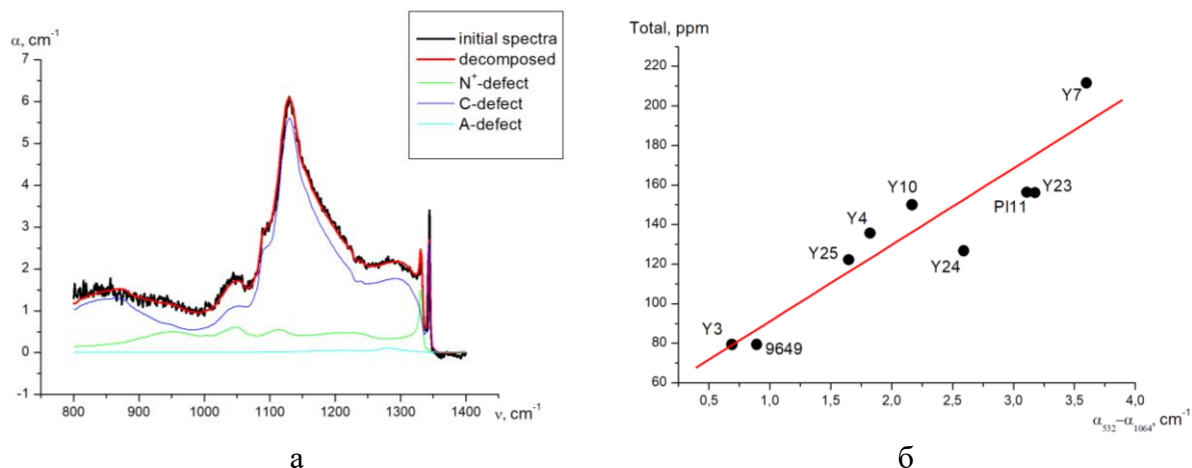 α, cm⁻¹
7
6
5
4
3
2
1
0
-1
800
900
1000
1100
1200
1300
1400
ν, cm⁻¹
initial spectra
decomposed
N⁺-defect
C-defect
A-defect
а
Total, ppm
220
200
180
160
140
120
100
80
60
0,5
1,0
1,5
2,0
2,5
3,0
3,5
4,0
α₅₃₂–α₁₀₆₄, cm⁻¹
Y7
Y10
Y23
PI11
Y4
Y25
Y24
Y3
9649
б